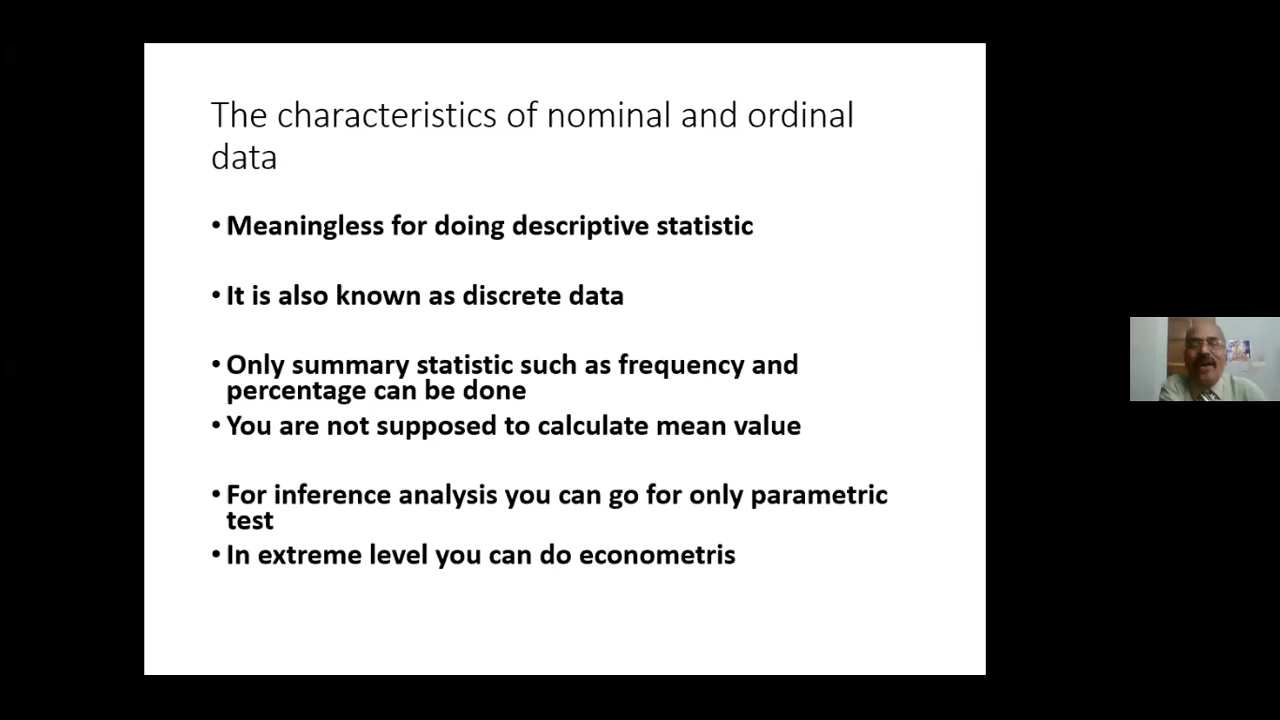 The characteristics of nominal and ordinal
data
• Meaningless for doing descriptive statistic
• It is also known as discrete data
• Only summary statistic such as frequency and
percentage can be done
• You are not supposed to calculate mean value
• For inference analysis you can go for only parametric
test
• In extreme level you can do econometris